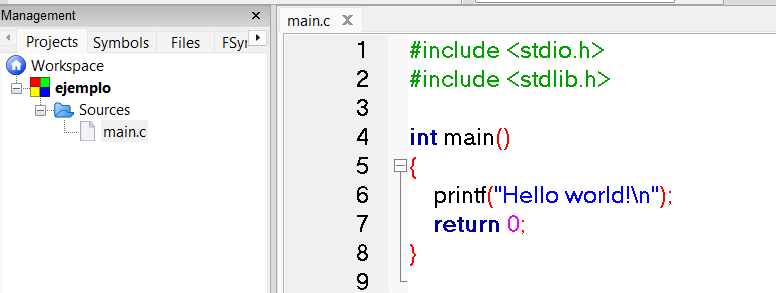 Management
Projects Symbols Files FSy
Workspace
ejemplo
Sources
main.c
main.c
1 #include <stdio.h>
2 #include <stdlib.h>
3
4 int main()
5 {
6 printf("Hello world!\n");
7 return 0;
8 }
9